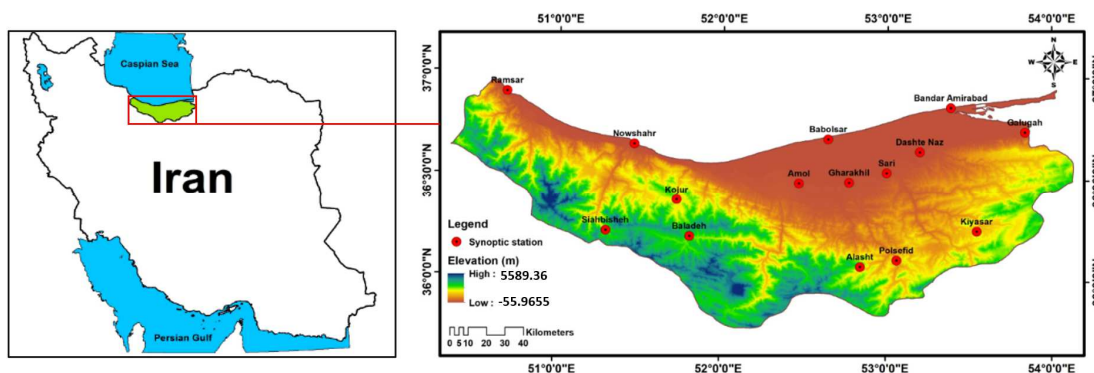 Caspian Sea
Iran
Persian Gulf
51°0'0"E 52°0'0"E 53°0'0"E 54°0'0"E
37°0'0"N
36°30'0"N
36°0'0"N
N
W E
S
Ramsar
Bandar Amirabad
Galugah
Nowshahr
Babolsar
Dashte Naz
Sari
Amol
Gharakhil
Kojur
Siahbisheh
Baladeh
Kiyasar
Alasht
Polsefid
Legend
Synoptic station
Elevation (m)
High : 5589.36
Low : -55.9655
Kilometers
0 5 10 20 30 40
51°0'0"E 52°0'0"E 53°0'0"E 54°0'0"E